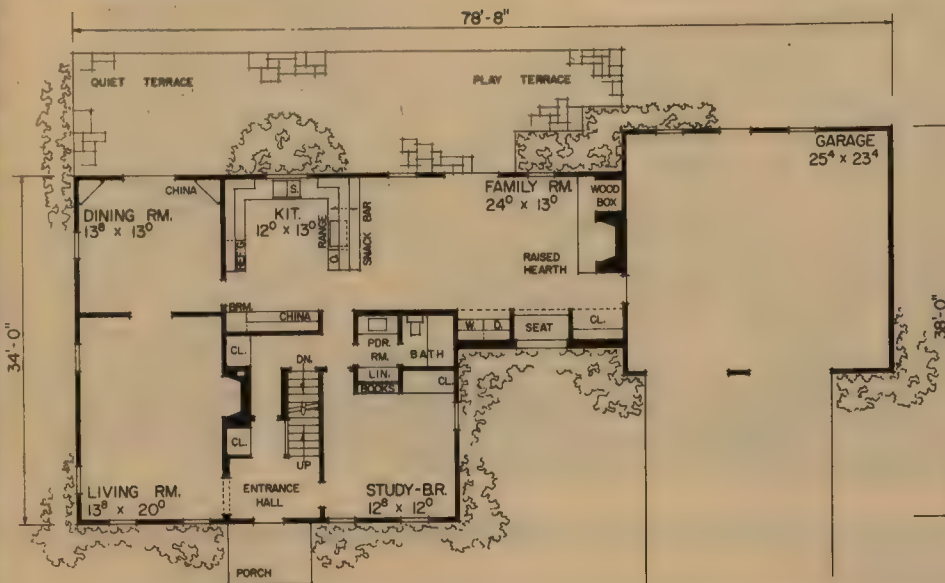 78'-8"
QUIET TERRACE
PLAY TERRACE
GARAGE
25⁴ x 23⁴
CHINA
S.
FAMILY RM.
24⁰ x 13⁰
WOOD
BOX
DINING RM.
13⁸ x 13⁰
KIT.
12⁰ x 13⁰
REF'G.
RANGE
O.
SNACK BAR
RAISED
HEARTH
34'-0"
38'-0"
BRM.
CHINA
W. D.
SEAT
CL.
CL.
DN.
PDR.
RM.
BATH
LIN.
BOOKS
CL.
CL.
UP
LIVING RM.
13⁸ x 20⁰
ENTRANCE
HALL
STUDY-B.R.
12⁸ x 12⁰
PORCH